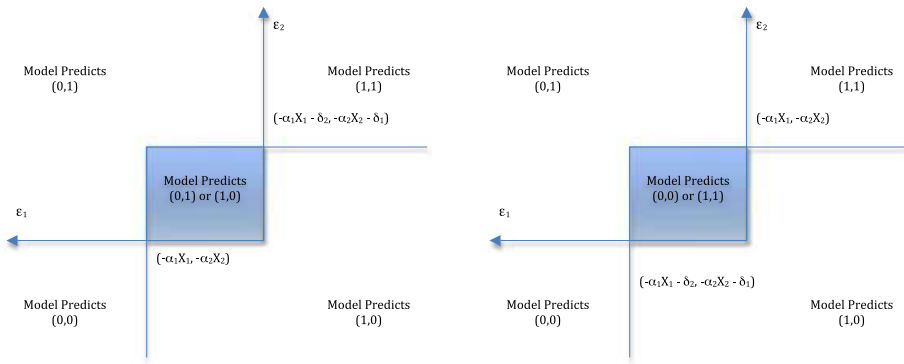 ε₂
Model Predicts
(0,1)
Model Predicts
(1,1)
(-α₁X₁ - δ₂, -α₂X₂ - δ₁)
Model Predicts
(0,1) or (1,0)
ε₁
(-α₁X₁, -α₂X₂)
Model Predicts
(0,0)
Model Predicts
(1,0)
ε₂
Model Predicts
(0,1)
Model Predicts
(1,1)
(-α₁X₁, -α₂X₂)
Model Predicts
(0,0) or (1,1)
ε₁
(-α₁X₁ - δ₂, -α₂X₂ - δ₁)
Model Predicts
(0,0)
Model Predicts
(1,0)